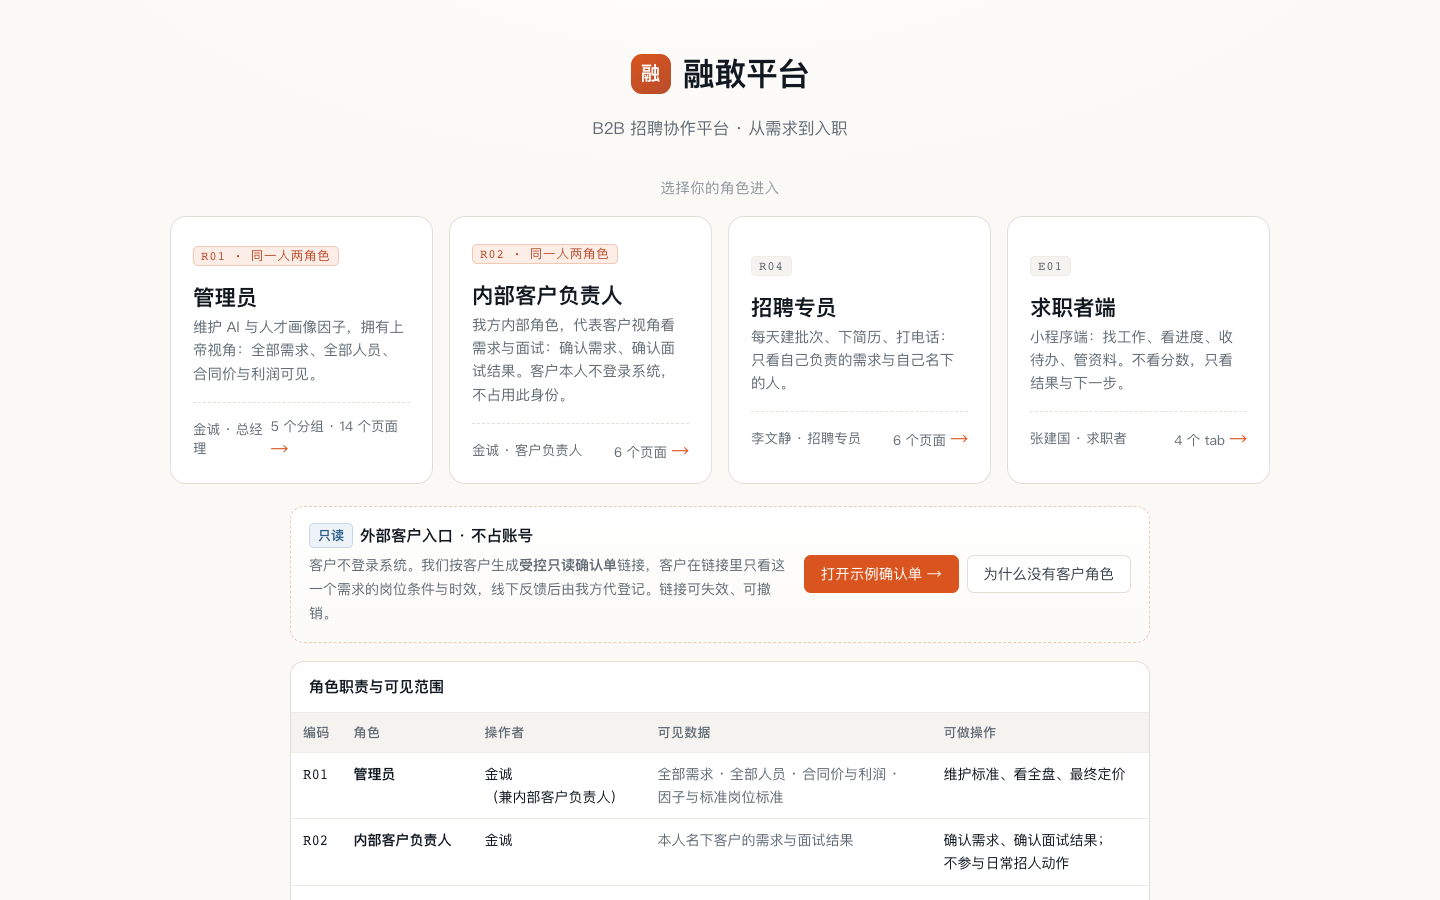 融 融敢平台
B2B 招聘协作平台 · 从需求到入职
选择你的角色进入
R01 · 同一人两角色
管理员
维护 AI 与人才画像因子，拥有上
帝视角：全部需求、全部人员、
合同价与利润可见。
金诚 · 总经
理
5 个分组 · 14 个页面
→
R02 · 同一人两角色
内部客户负责人
我方内部角色，代表客户视角看
需求与面试：确认需求、确认面
试结果。客户本人不登录系统，
不占用此身份。
金诚 · 客户负责人
6 个页面 →
R04
招聘专员
每天建批次、下简历、打电话：
只看自己负责的需求与自己名下
的人。
李文静 · 招聘专员
6 个页面 →
E01
求职者端
小程序端：找工作、看进度、收
待办、管资料。不看分数，只看
结果与下一步。
张建国 · 求职者
4 个 tab →
只读 外部客户入口 · 不占账号
客户不登录系统。我们按客户生成受控只读确认单链接，客户在链接里只看这
一个需求的岗位条件与时效，线下反馈后由我方代登记。链接可失效、可撤
销。
打开示例确认单 →
为什么没有客户角色
角色职责与可见范围
编码 角色 操作者 可见数据 可做操作
R01 管理员 金诚 全部需求 · 全部人员 · 合同价与利润 · 维护标准、看全盘、最终定价
（兼内部客户负责人） 因子与标准岗位标准
R02 内部客户负责人 金诚 本人名下客户的需求与面试结果 确认需求、确认面试结果；
不参与日常招人动作